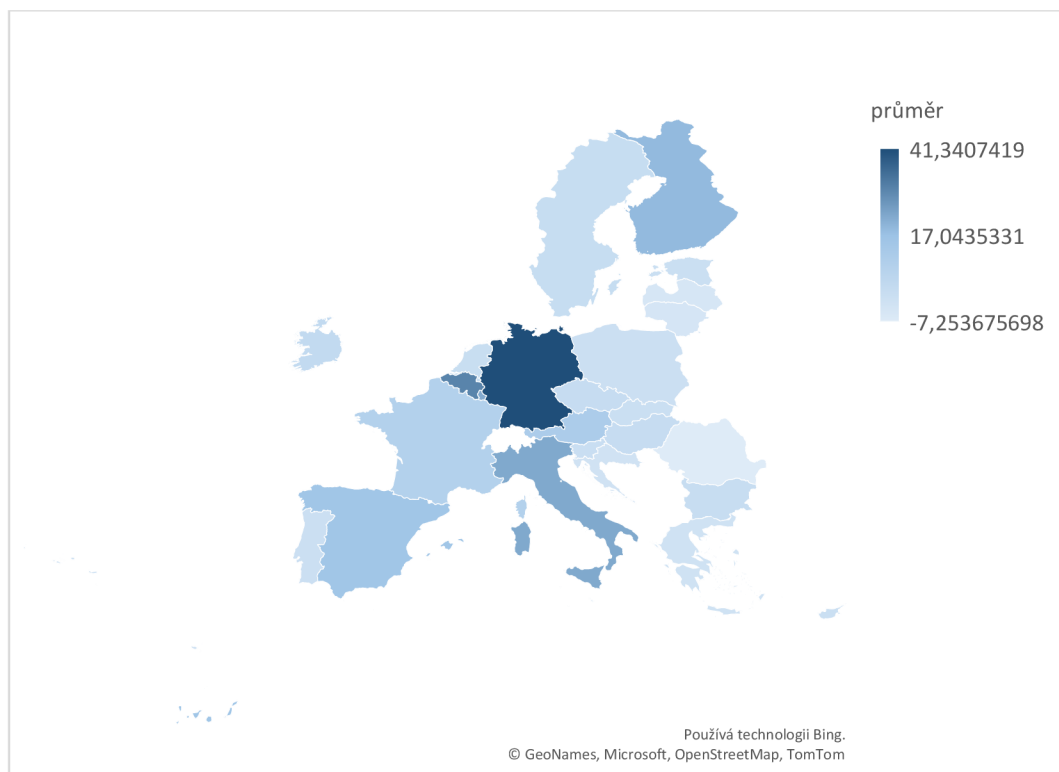 průměr
41,3407419
17,0435331
-7,253675698
Používá technologii Bing.
© GeoNames, Microsoft, OpenStreetMap, TomTom